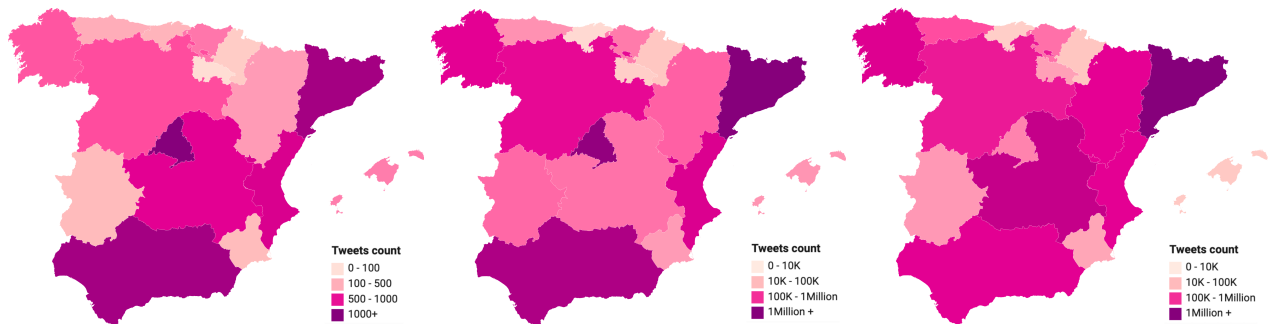 Tweets count
0 - 100
100 - 500
500 - 1000
1000+
Tweets count
0 - 10K
10K - 100K
100K - 1Million
1Million +
Tweets count
0 - 10K
10K - 100K
100K - 1Million
1Million +